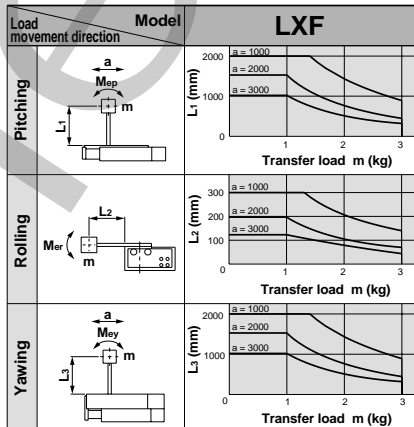 Model
Load
movement direction
LXF
Pitching
a
Mep
m
L1
L1 (mm)
2000
1000
0
a = 1000
a = 2000
a = 3000
1
2
3
Transfer load m (kg)
Rolling
L2
Mer
m
L2 (mm)
300
200
100
0
a = 1000
a = 2000
a = 3000
1
2
3
Transfer load m (kg)
Yawing
a
Mey
m
L3
L3 (mm)
2000
1000
0
a = 1000
a = 2000
a = 3000
1
2
3
Transfer load m (kg)